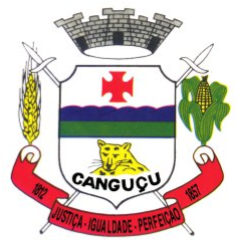 CANGUÇU
1812
JUSTIÇA - IGUALDADE - PERFEIÇÃO
1857